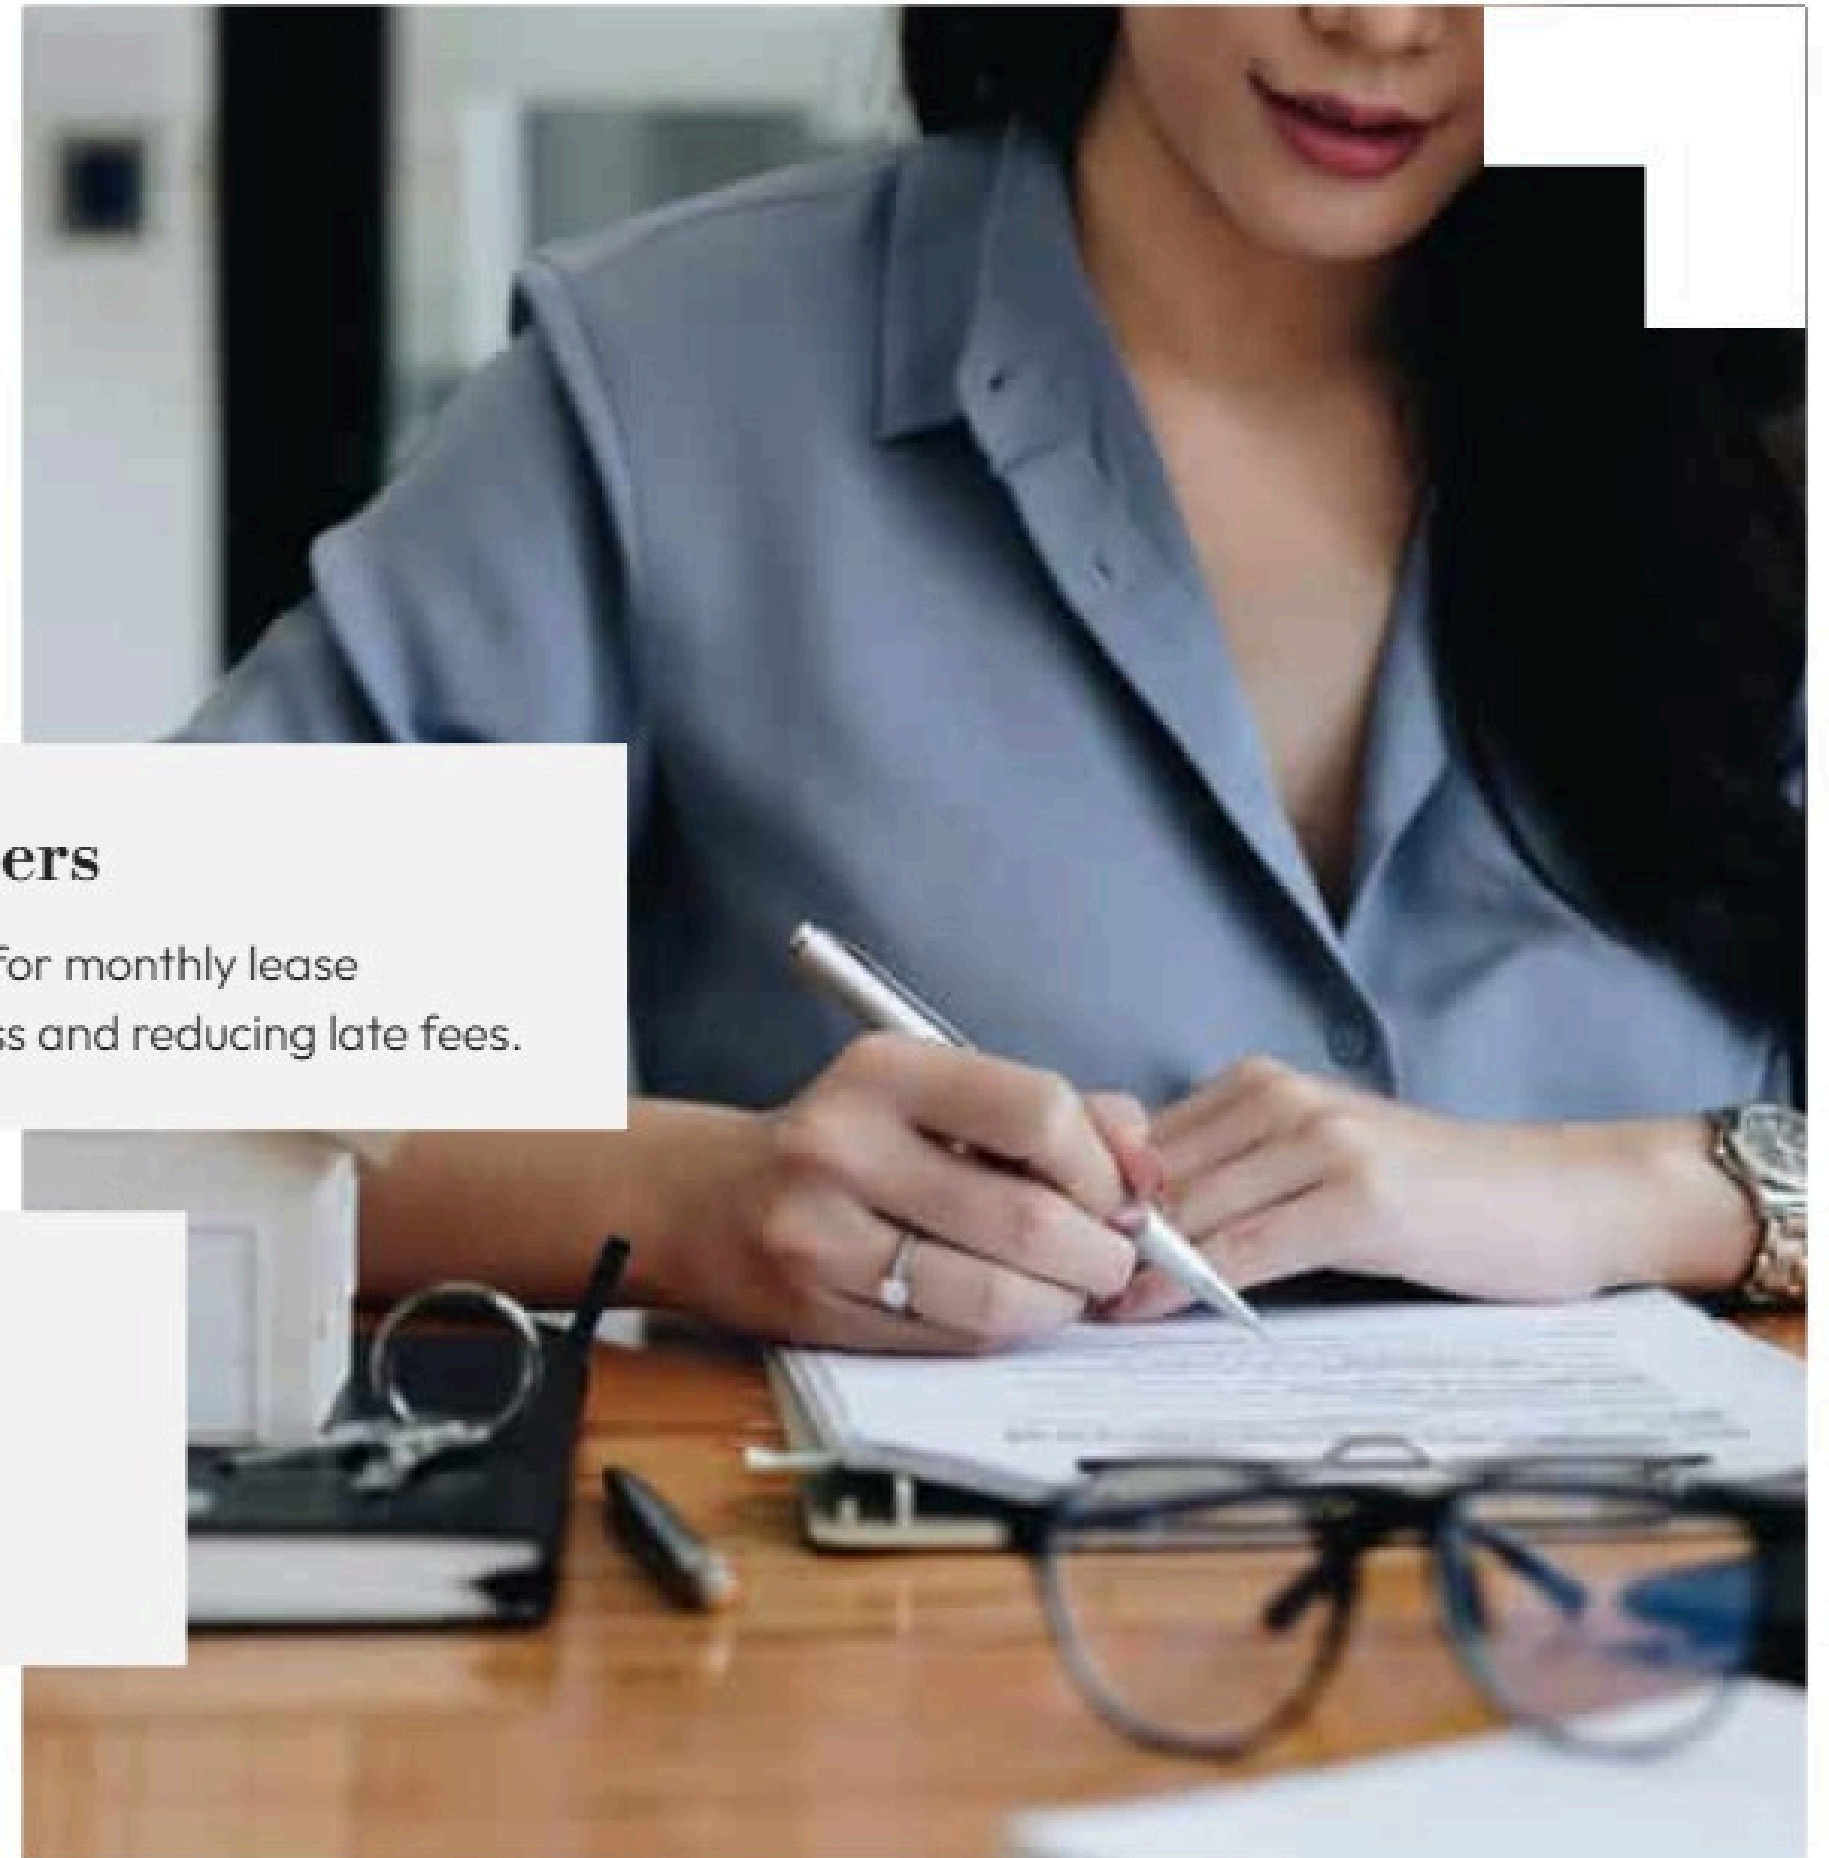 ers
for monthly lease
ss and reducing late fees.